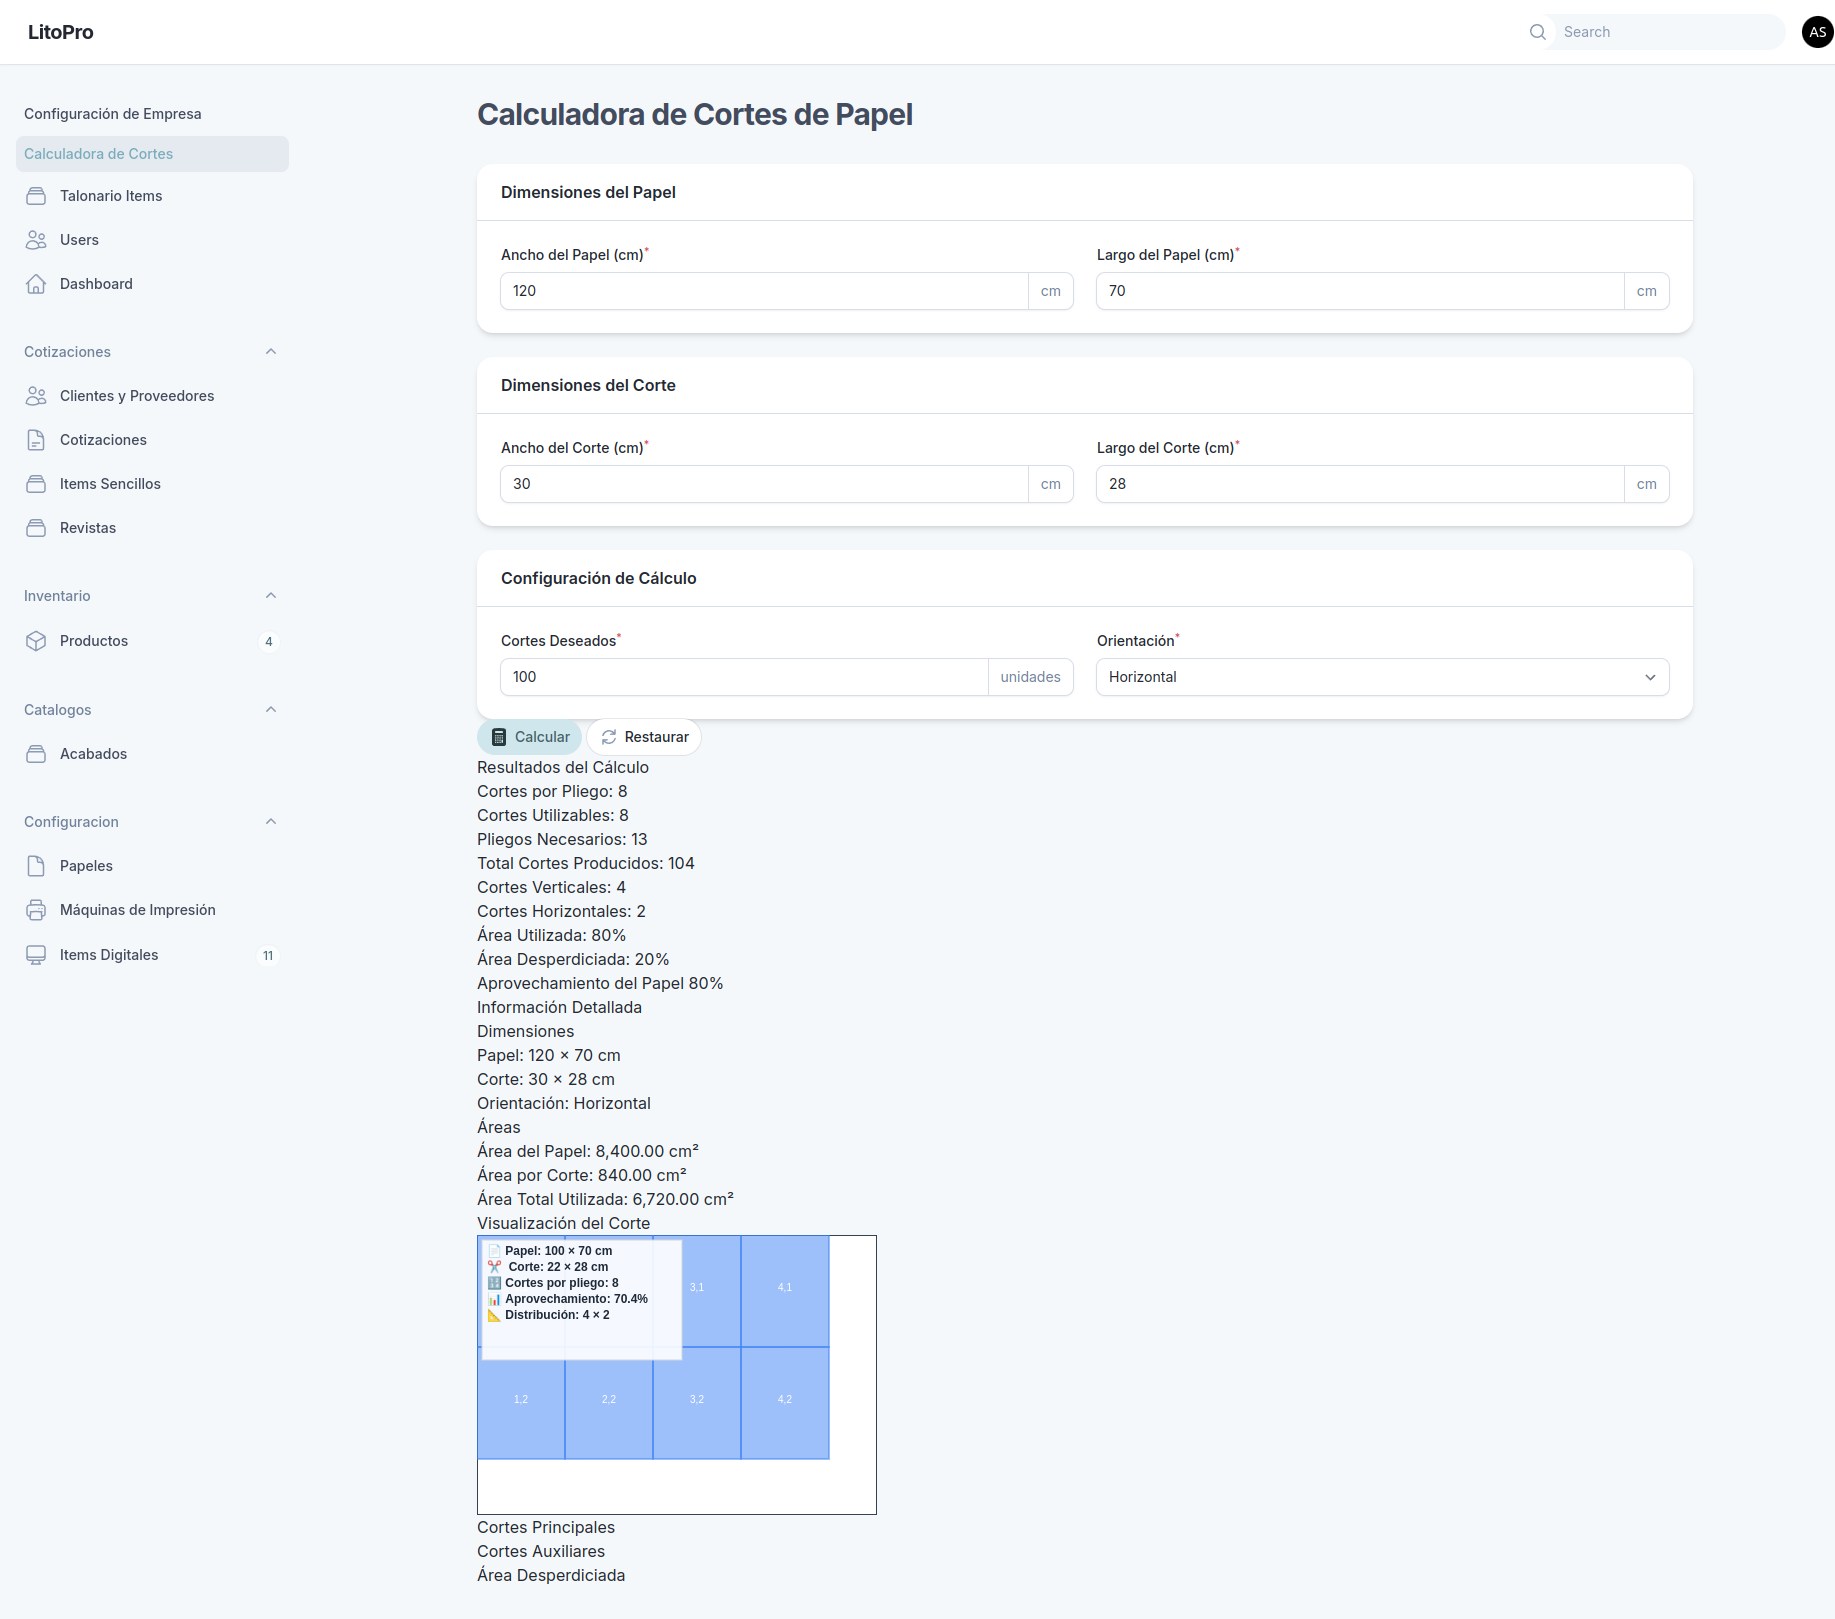 LitoPro
Search
AS
Configuración de Empresa
Calculadora de Cortes
Talonario Items
Users
Dashboard
Cotizaciones
Clientes y Proveedores
Cotizaciones
Items Sencillos
Revistas
Inventario
Productos 4
Catalogos
Acabados
Configuracion
Papeles
Máquinas de Impresión
Items Digitales 11
Calculadora de Cortes de Papel
Dimensiones del Papel
Ancho del Papel (cm)* Largo del Papel (cm)*
120 cm 70 cm
Dimensiones del Corte
Ancho del Corte (cm)* Largo del Corte (cm)*
30 cm 28 cm
Configuración de Cálculo
Cortes Deseados* Orientación*
100 unidades Horizontal
Calcular Restaurar
Resultados del Cálculo
Cortes por Pliego: 8
Cortes Utilizables: 8
Pliegos Necesarios: 13
Total Cortes Producidos: 104
Cortes Verticales: 4
Cortes Horizontales: 2
Área Utilizada: 80%
Área Desperdiciada: 20%
Aprovechamiento del Papel 80%
Información Detallada
Dimensiones
Papel: 120 × 70 cm
Corte: 30 × 28 cm
Orientación: Horizontal
Áreas
Área del Papel: 8,400.00 cm²
Área por Corte: 840.00 cm²
Área Total Utilizada: 6,720.00 cm²
Visualización del Corte
Papel: 100 × 70 cm
Corte: 22 × 28 cm
Cortes por pliego: 8
Aprovechamiento: 70.4%
Distribución: 4 × 2
3,1 4,1
1,2 2,2 3,2 4,2
Cortes Principales
Cortes Auxiliares
Área Desperdiciada